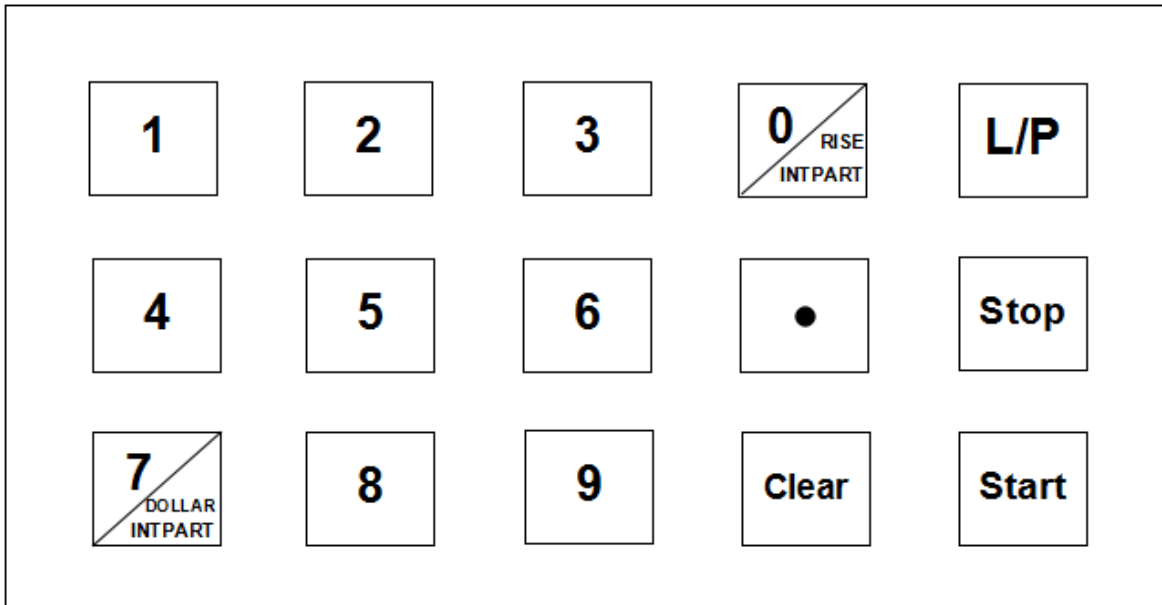 1 2 3 0 RISE INTPART L/P
4 5 6 • Stop
7 DOLLAR INTPART 8 9 Clear Start